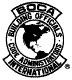 BOCA
BUILDING OFFICIALS
CODE ADMINISTRATORS
INTERNATIONAL